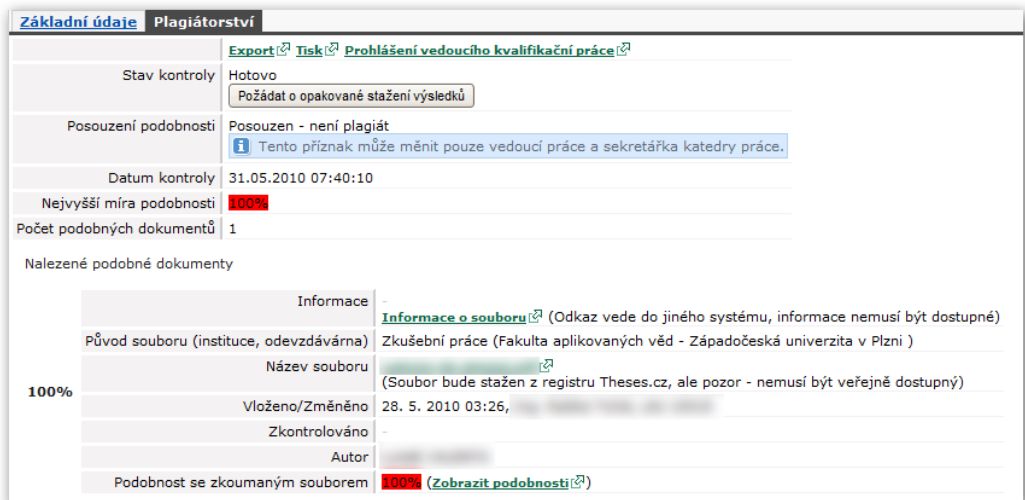 Základní údaje Plagiátorství
Export Tisk Prohlášení vedoucího kvalifikační práce
Stav kontroly Hotovo
Požádat o opakované stažení výsledků
Posouzení podobnosti Posouzen - není plagiát
Tento příznak může měnit pouze vedoucí práce a sekretářka katedry práce.
Datum kontroly 31.05.2010 07:40:10
Nejvyšší míra podobnosti 100%
Počet podobných dokumentů 1
Nalezené podobné dokumenty
Informace -
Informace o souboru (Odkaz vede do jiného systému, informace nemusí být dostupné)
Původ souboru (instituce, odevzdávárna) Zkušební práce (Fakulta aplikovaných věd - Západočeská univerzita v Plzni )
Název souboru
(Soubor bude stažen z registru Theses.cz, ale pozor - nemusí být veřejně dostupný)
100%
Vloženo/Změněno 28. 5. 2010 03:26,
Zkontrolováno -
Autor
Podobnost se zkoumaným souborem 100% (Zobrazit podobnosti)